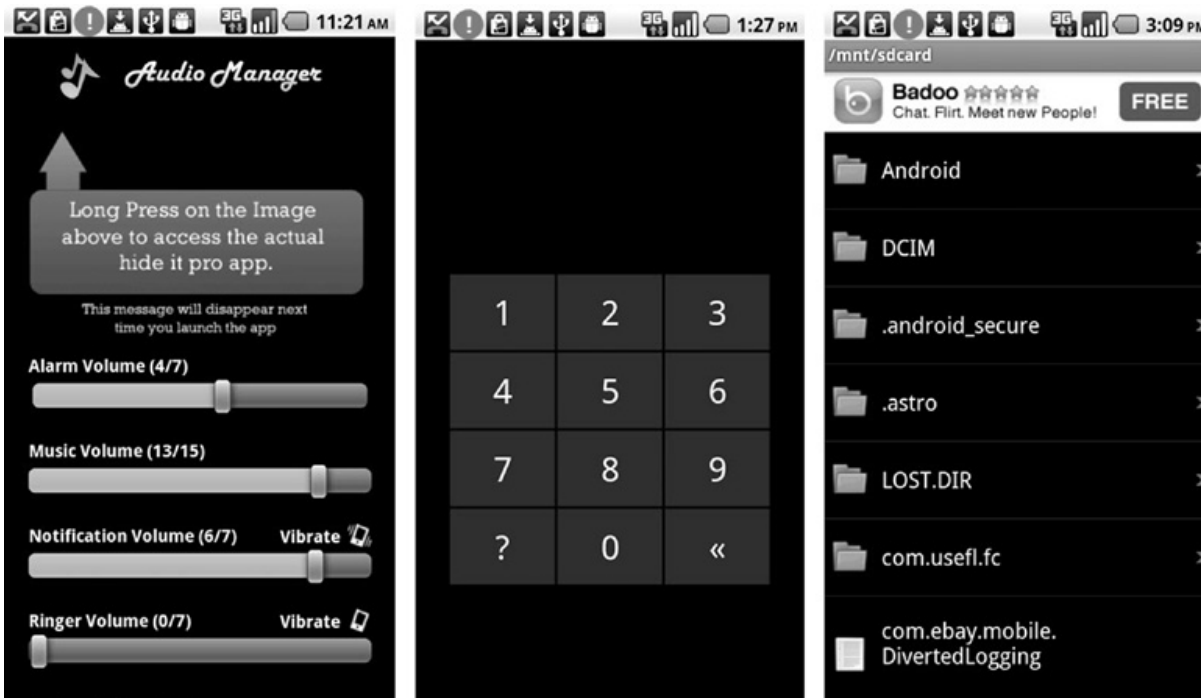 3G
11:21 AM
Audio Manager
Long Press on the Image
above to access the actual
hide it pro app.
This message will disappear next
time you launch the app
Alarm Volume (4/7)
Music Volume (13/15)
Notification Volume (6/7) Vibrate
Ringer Volume (0/7) Vibrate
3G
1:27 PM
1 2 3
4 5 6
7 8 9
? 0 «
3G
3:09 PM
/mnt/sdcard
b
Badoo
Chat. Flirt. Meet new People!
FREE
Android
DCIM
.android_secure
.astro
LOST.DIR
com.usefl.fc
com.ebay.mobile.
DivertedLogging